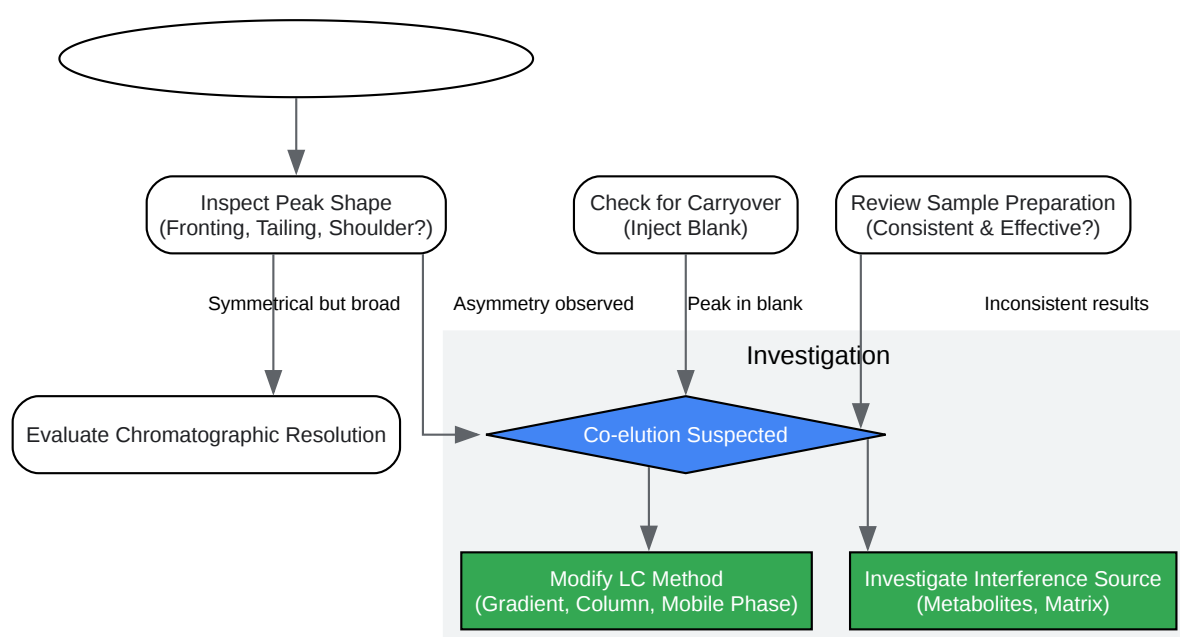 Inspect Peak Shape
(Fronting, Tailing, Shoulder?)
Check for Carryover
(Inject Blank)
Review Sample Preparation
(Consistent & Effective?)
Symmetrical but broad
Asymmetry observed
Peak in blank
Inconsistent results
Investigation
Evaluate Chromatographic Resolution
Co-elution Suspected
Modify LC Method
(Gradient, Column, Mobile Phase)
Investigate Interference Source
(Metabolites, Matrix)